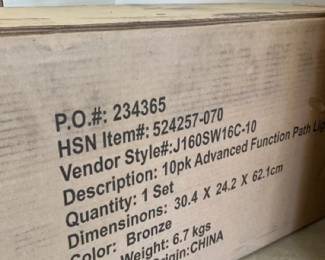 P.O.#: 234365
HSN Item#: 524257-070
Vendor Style#:J160SW16C-10
Description: 10pk Advanced Function Path
Quantity: 1 Set
Dimensinons: 30.4 X 24.2 X 62.1cm
Color: Bronze
Weight: 6.7 kgs
Origin:CHINA